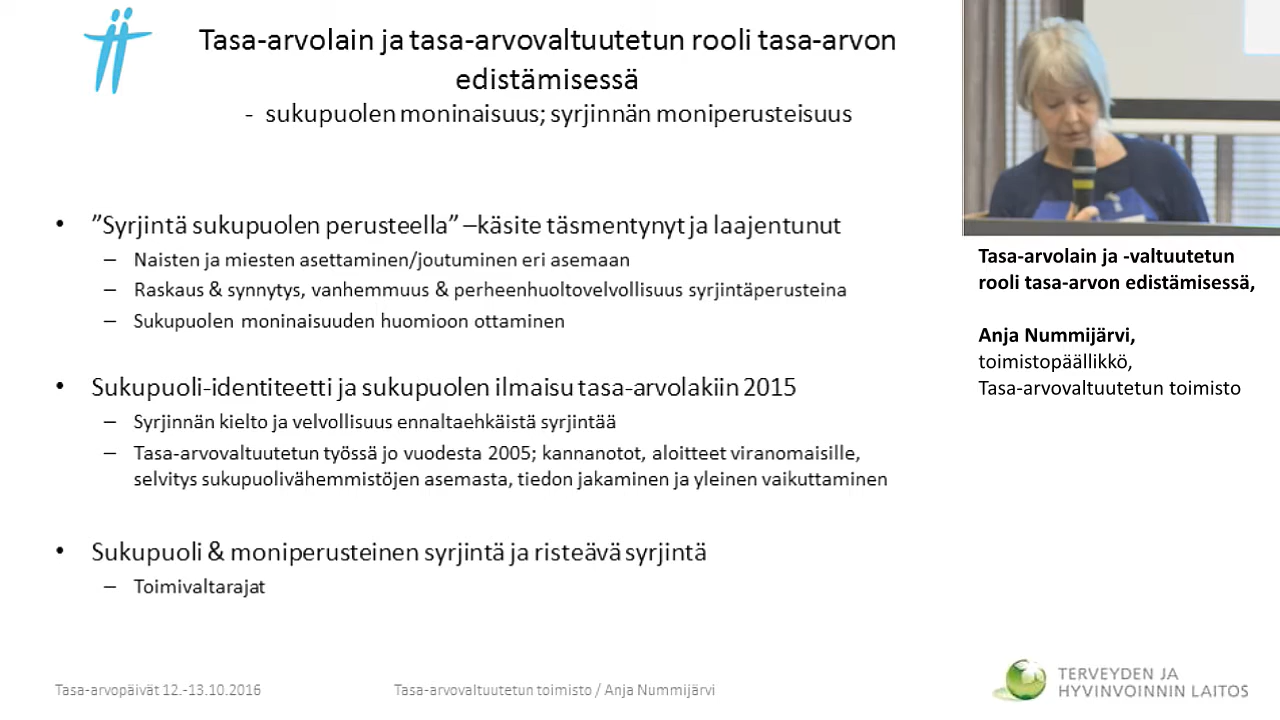 Tasa-arvolain ja tasa-arvovaltuutetun rooli tasa-arvon
edistämisessä
- sukupuolen moninaisuus; syrjinnän moniperusteisuus
• ”Syrjintä sukupuolen perusteella” –käsite täsmentynyt ja laajentunut
– Naisten ja miesten asettaminen/joutuminen eri asemaan
– Raskaus & synnytys, vanhemmuus & perheenhuoltovelvollisuus syrjintäperusteina
– Sukupuolen moninaisuuden huomioon ottaminen
• Sukupuoli-identiteetti ja sukupuolen ilmaisu tasa-arvolakiin 2015
– Syrjinnän kielto ja velvollisuus ennaltaehkäistä syrjintää
– Tasa-arvovaltuutetun työssä jo vuodesta 2005; kannanotot, aloitteet viranomaisille,
selvitys sukupuolivähemmistöjen asemasta, tiedon jakaminen ja yleinen vaikuttaminen
• Sukupuoli & moniperusteinen syrjintä ja risteävä syrjintä
– Toimivaltarajat
Tasa-arvopäivät 12.-13.10.2016
Tasa-arvovaltuutetun toimisto / Anja Nummijärvi
Tasa-arvolain ja -valtuutetun
rooli tasa-arvon edistämisessä,
Anja Nummijärvi,
toimistopäällikkö,
Tasa-arvovaltuutetun toimisto
TERVEYDEN JA
HYVINVOINNIN LAITOS